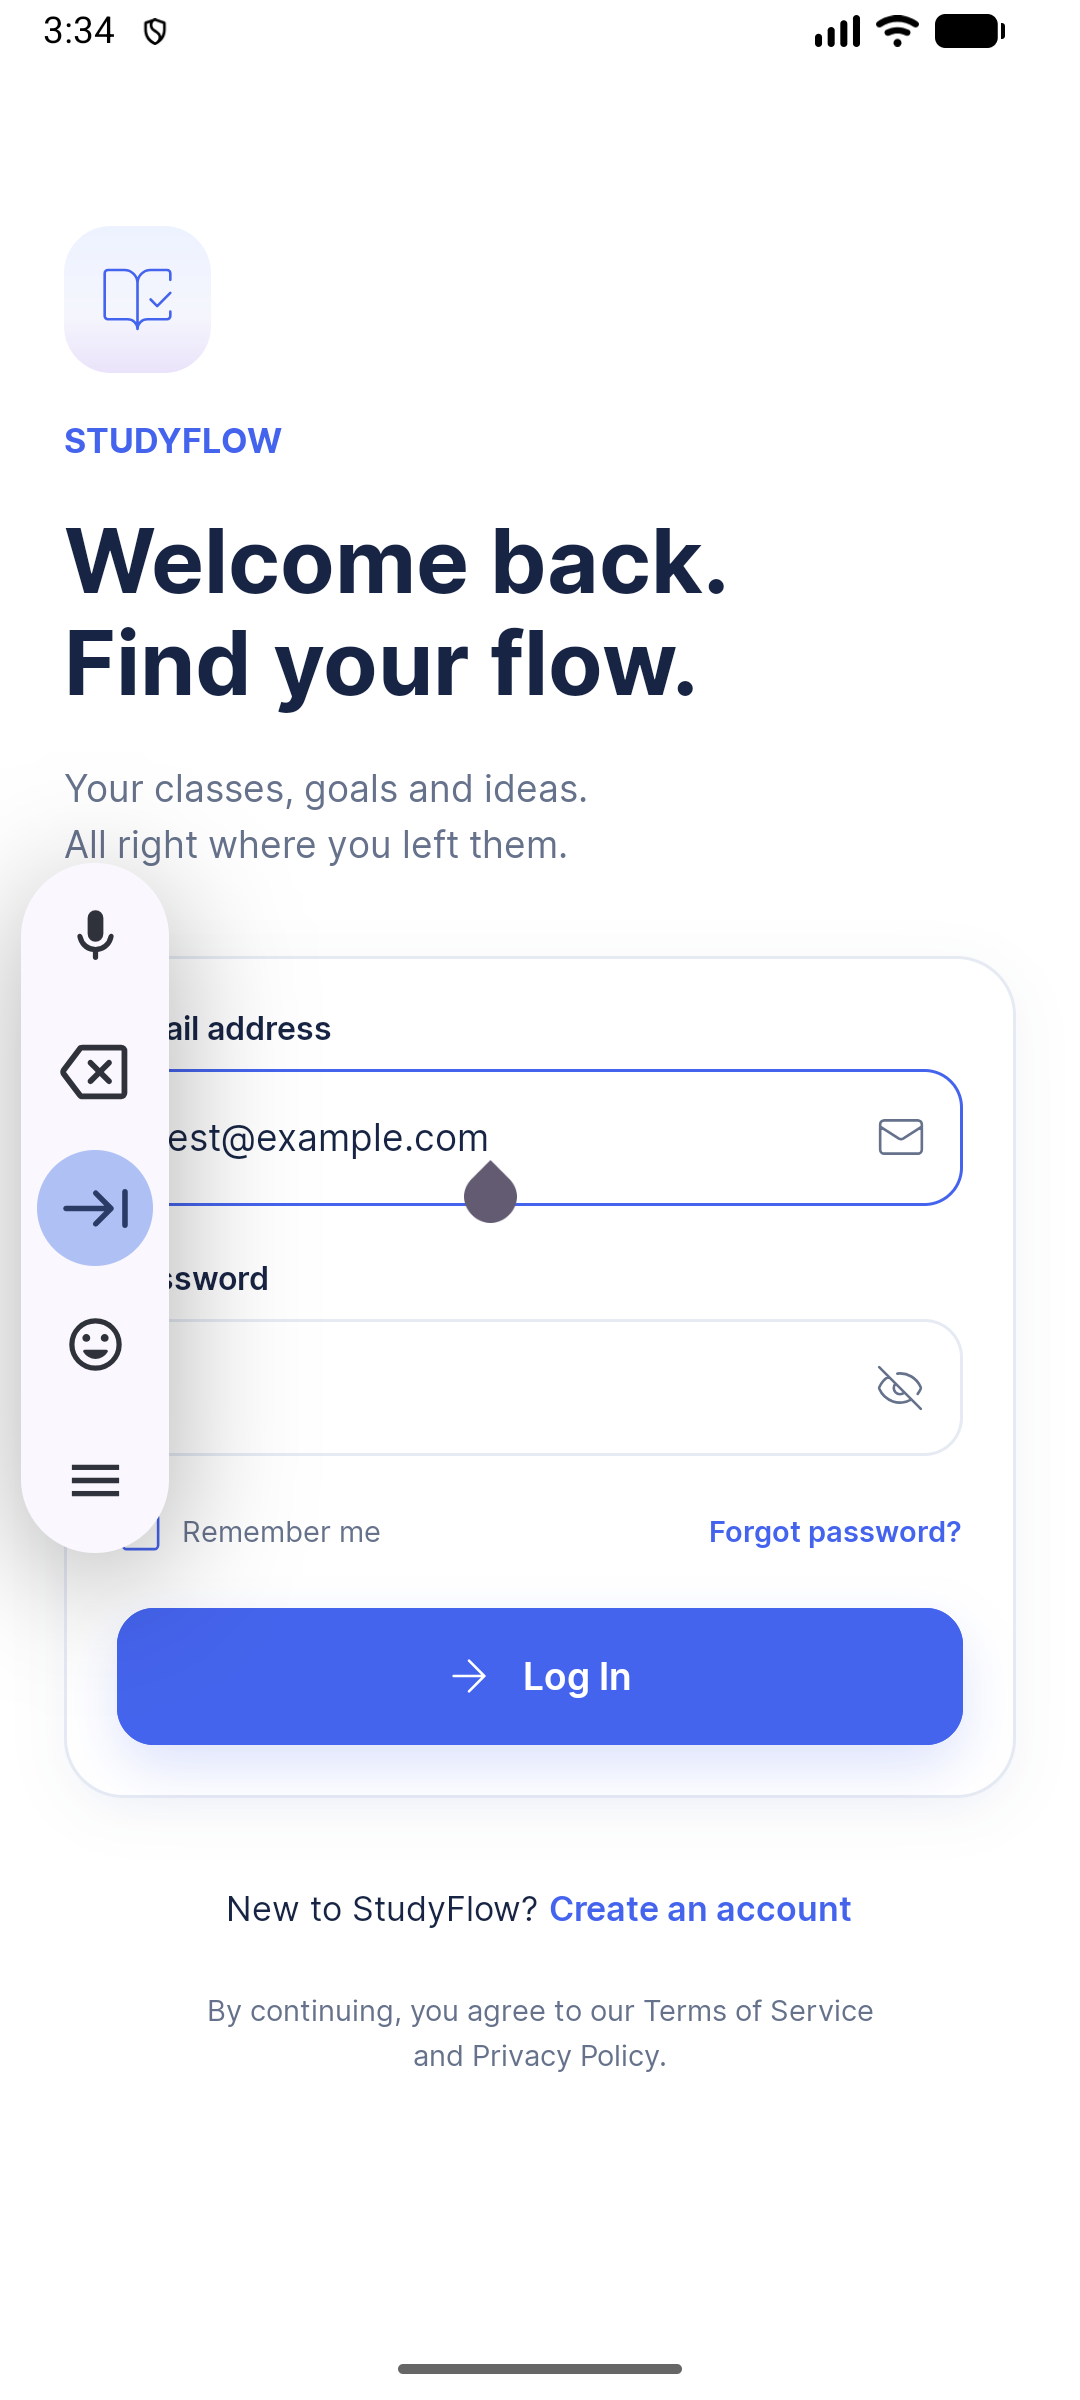 3:34
STUDYFLOW
Welcome back.
Find your flow.
Your classes, goals and ideas.
All right where you left them.
ail address
est@example.com
ssword
Remember me
Forgot password?
Log In
New to StudyFlow? Create an account
By continuing, you agree to our Terms of Service
and Privacy Policy.